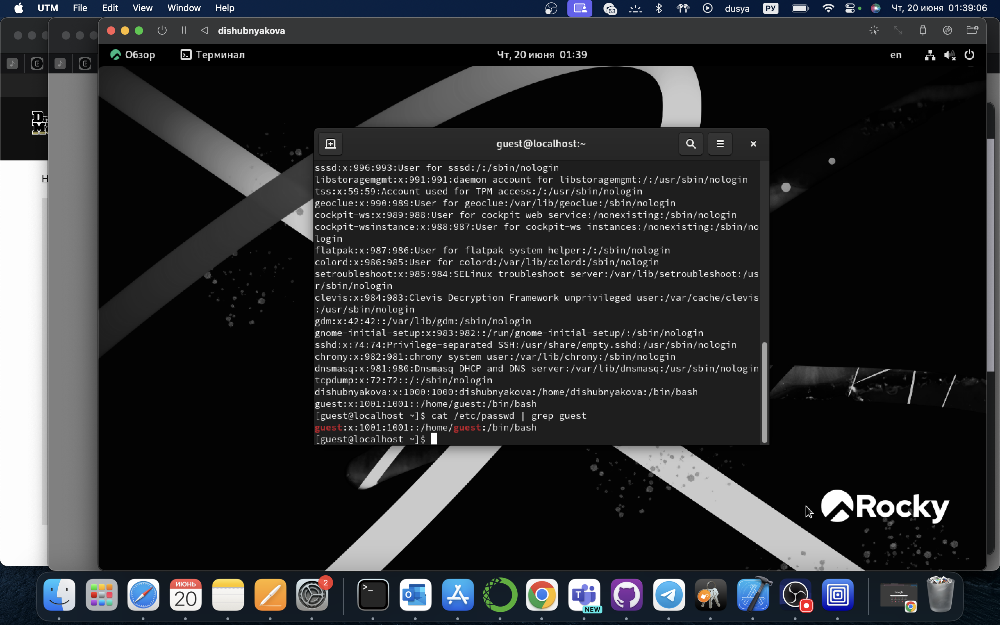 UTM File Edit View Window Help
53 dusya РУ Чт, 20 июня 01:39:06
dishubnyakova
Обзор Терминал Чт, 20 июня 01:39 en
guest@localhost:~
sssd:x:996:993:User for sssd:/:/sbin/nologin
libstoragemgmt:x:991:991:daemon account for libstoragemgmt:/:/usr/sbin/nologin
tss:x:59:59:Account used for TPM access:/:/usr/sbin/nologin
geoclue:x:990:989:User for geoclue:/var/lib/geoclue:/sbin/nologin
cockpit-ws:x:989:988:User for cockpit web service:/nonexisting:/sbin/nologin
cockpit-wsinstance:x:988:987:User for cockpit-ws instances:/nonexisting:/sbin/no
login
flatpak:x:987:986:User for flatpak system helper:/:/sbin/nologin
colord:x:986:985:User for colord:/var/lib/colord:/sbin/nologin
setroubleshoot:x:985:984:SELinux troubleshoot server:/var/lib/setroubleshoot:/us
r/sbin/nologin
clevis:x:984:983:Clevis Decryption Framework unprivileged user:/var/cache/clevis
:/usr/sbin/nologin
gdm:x:42:42::/var/lib/gdm:/sbin/nologin
gnome-initial-setup:x:983:982::/run/gnome-initial-setup/:/sbin/nologin
sshd:x:74:74:Privilege-separated SSH:/usr/share/empty.sshd:/usr/sbin/nologin
chrony:x:982:981:chrony system user:/var/lib/chrony:/sbin/nologin
dnsmasq:x:981:980:Dnsmasq DHCP and DNS server:/var/lib/dnsmasq:/usr/sbin/nologin
tcpdump:x:72:72::/:/sbin/nologin
dishubnyakova:x:1000:1000:dishubnyakova:/home/dishubnyakova:/bin/bash
guest:x:1001:1001::/home/guest:/bin/bash
[guest@localhost ~]$ cat /etc/passwd | grep guest
guest:x:1001:1001::/home/guest:/bin/bash
[guest@localhost ~]$
Rocky
ИЮНЬ
20
2
NEW
Google